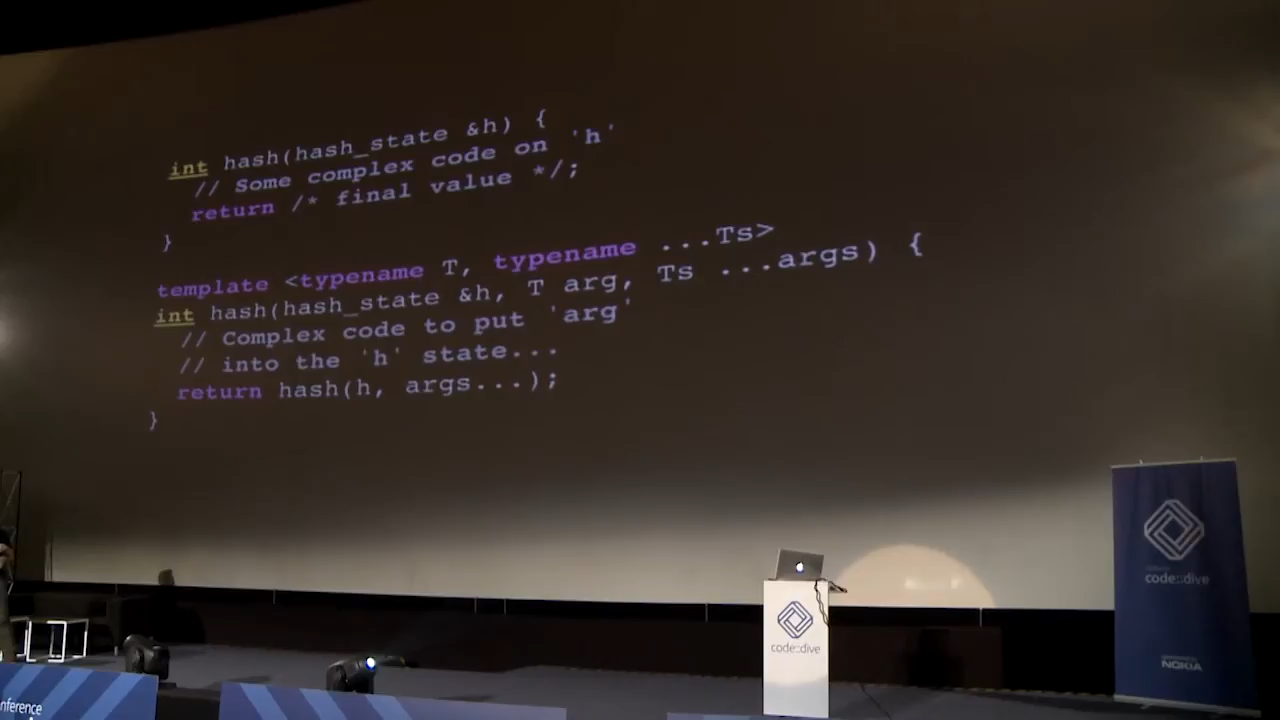 int hash(hash_state &h) {
// Some complex code on 'h'
return /* final value */;
}
template <typename T, typename ...Ts>
int hash(hash_state &h, T arg, Ts ...args) {
// Complex code to put 'arg'
// into the 'h' state...
return hash(h, args...);
}
code::dive
code::dive
NOKIA
nference